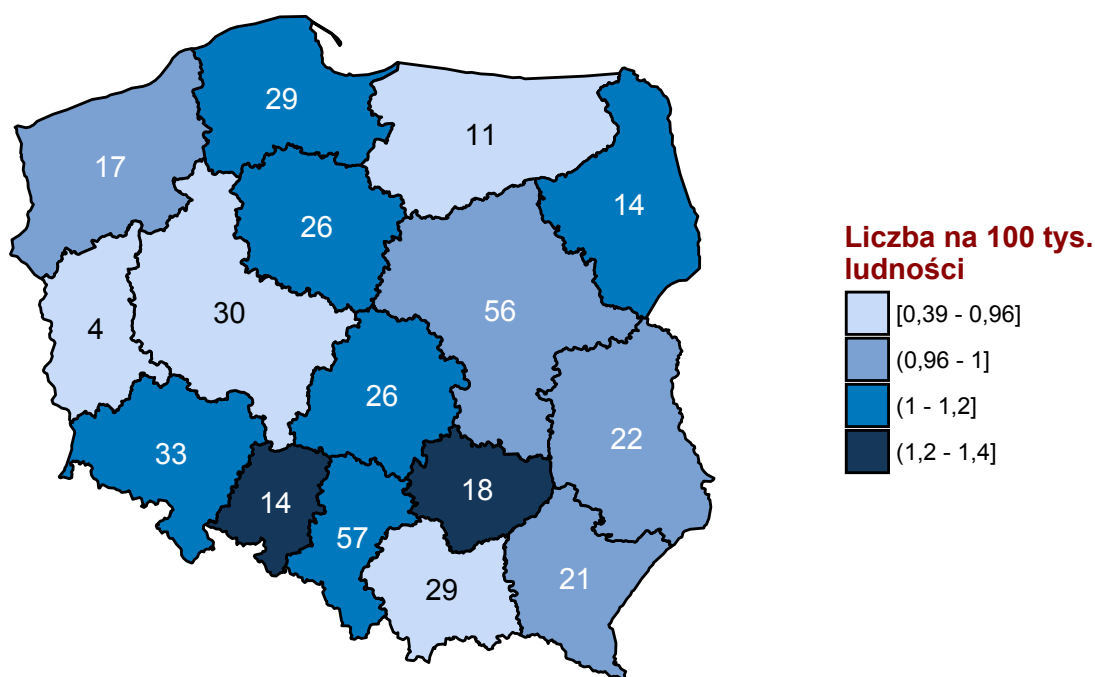 29
11
17
14
26
56
4
30
26
22
33
14
18
57
29
21
Liczba na 100 tys.
ludności
[0,39 - 0,96]
(0,96 - 1]
(1 - 1,2]
(1,2 - 1,4]